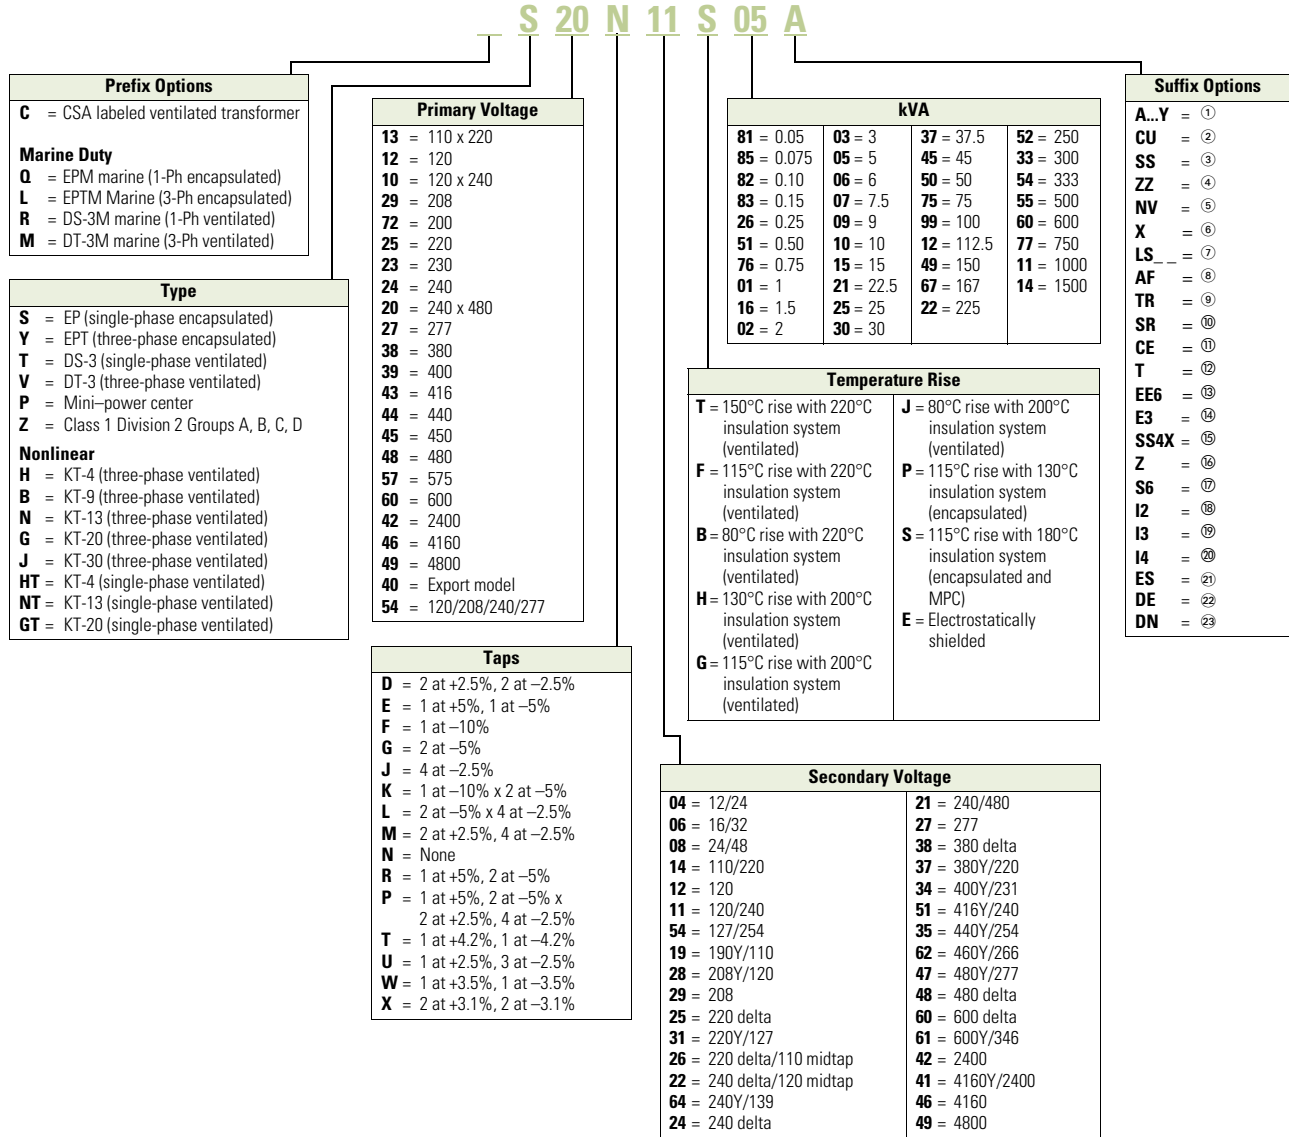 _ S 20 N 11 S 05 A
Prefix Options
C = CSA labeled ventilated transformer
Marine Duty
Q = EPM marine (1-Ph encapsulated)
L = EPTM Marine (3-Ph encapsulated)
R = DS-3M marine (1-Ph ventilated)
M = DT-3M marine (3-Ph ventilated)
Type
S = EP (single-phase encapsulated)
Y = EPT (three-phase encapsulated)
T = DS-3 (single-phase ventilated)
V = DT-3 (three-phase ventilated)
P = Mini–power center
Z = Class 1 Division 2 Groups A, B, C, D
Nonlinear
H = KT-4 (three-phase ventilated)
B = KT-9 (three-phase ventilated)
N = KT-13 (three-phase ventilated)
G = KT-20 (three-phase ventilated)
J = KT-30 (three-phase ventilated)
HT = KT-4 (single-phase ventilated)
NT = KT-13 (single-phase ventilated)
GT = KT-20 (single-phase ventilated)
Primary Voltage
13 = 110 x 220
12 = 120
10 = 120 x 240
29 = 208
72 = 200
25 = 220
23 = 230
24 = 240
20 = 240 x 480
27 = 277
38 = 380
39 = 400
43 = 416
44 = 440
45 = 450
48 = 480
57 = 575
60 = 600
42 = 2400
46 = 4160
49 = 4800
40 = Export model
54 = 120/208/240/277
Taps
D = 2 at +2.5%, 2 at –2.5%
E = 1 at +5%, 1 at –5%
F = 1 at –10%
G = 2 at –5%
J = 4 at –2.5%
K = 1 at –10% x 2 at –5%
L = 2 at –5% x 4 at –2.5%
M = 2 at +2.5%, 4 at –2.5%
N = None
R = 1 at +5%, 2 at –5%
P = 1 at +5%, 2 at –5% x
2 at +2.5%, 4 at –2.5%
T = 1 at +4.2%, 1 at –4.2%
U = 1 at +2.5%, 3 at –2.5%
W = 1 at +3.5%, 1 at –3.5%
X = 2 at +3.1%, 2 at –3.1%
kVA
81 = 0.05
85 = 0.075
82 = 0.10
83 = 0.15
26 = 0.25
51 = 0.50
76 = 0.75
01 = 1
16 = 1.5
02 = 2
03 = 3
05 = 5
06 = 6
07 = 7.5
09 = 9
10 = 10
15 = 15
21 = 22.5
25 = 25
30 = 30
37 = 37.5
45 = 45
50 = 50
75 = 75
99 = 100
12 = 112.5
49 = 150
67 = 167
22 = 225
52 = 250
33 = 300
54 = 333
55 = 500
60 = 600
77 = 750
11 = 1000
14 = 1500
Temperature Rise
T = 150°C rise with 220°C
insulation system
(ventilated)
F = 115°C rise with 220°C
insulation system
(ventilated)
B = 80°C rise with 220°C
insulation system
(ventilated)
H = 130°C rise with 200°C
insulation system
(ventilated)
G = 115°C rise with 200°C
insulation system
(ventilated)
J = 80°C rise with 200°C
insulation system
(ventilated)
P = 115°C rise with 130°C
insulation system
(encapsulated)
S = 115°C rise with 180°C
insulation system
(encapsulated and
MPC)
E = Electrostatically
shielded
Secondary Voltage
04 = 12/24
06 = 16/32
08 = 24/48
14 = 110/220
12 = 120
11 = 120/240
54 = 127/254
19 = 190Y/110
28 = 208Y/120
29 = 208
25 = 220 delta
31 = 220Y/127
26 = 220 delta/110 midtap
22 = 240 delta/120 midtap
64 = 240Y/139
24 = 240 delta
21 = 240/480
27 = 277
38 = 380 delta
37 = 380Y/220
34 = 400Y/231
51 = 416Y/240
35 = 440Y/254
62 = 460Y/266
47 = 480Y/277
48 = 480 delta
60 = 600 delta
61 = 600Y/346
42 = 2400
41 = 4160Y/2400
46 = 4160
49 = 4800
Suffix Options
A...Y = ①
CU = ②
SS = ③
ZZ = ④
NV = ⑤
X = ⑥
LS_ _ = ⑦
AF = ⑧
TR = ⑨
SR = ⑩
CE = ⑪
T = ⑫
EE6 = ⑬
E3 = ⑭
SS4X = ⑮
Z = ⑯
S6 = ⑰
I2 = ⑱
I3 = ⑲
I4 = ⑳
ES = ㉑
DE = ㉒
DN = ㉓